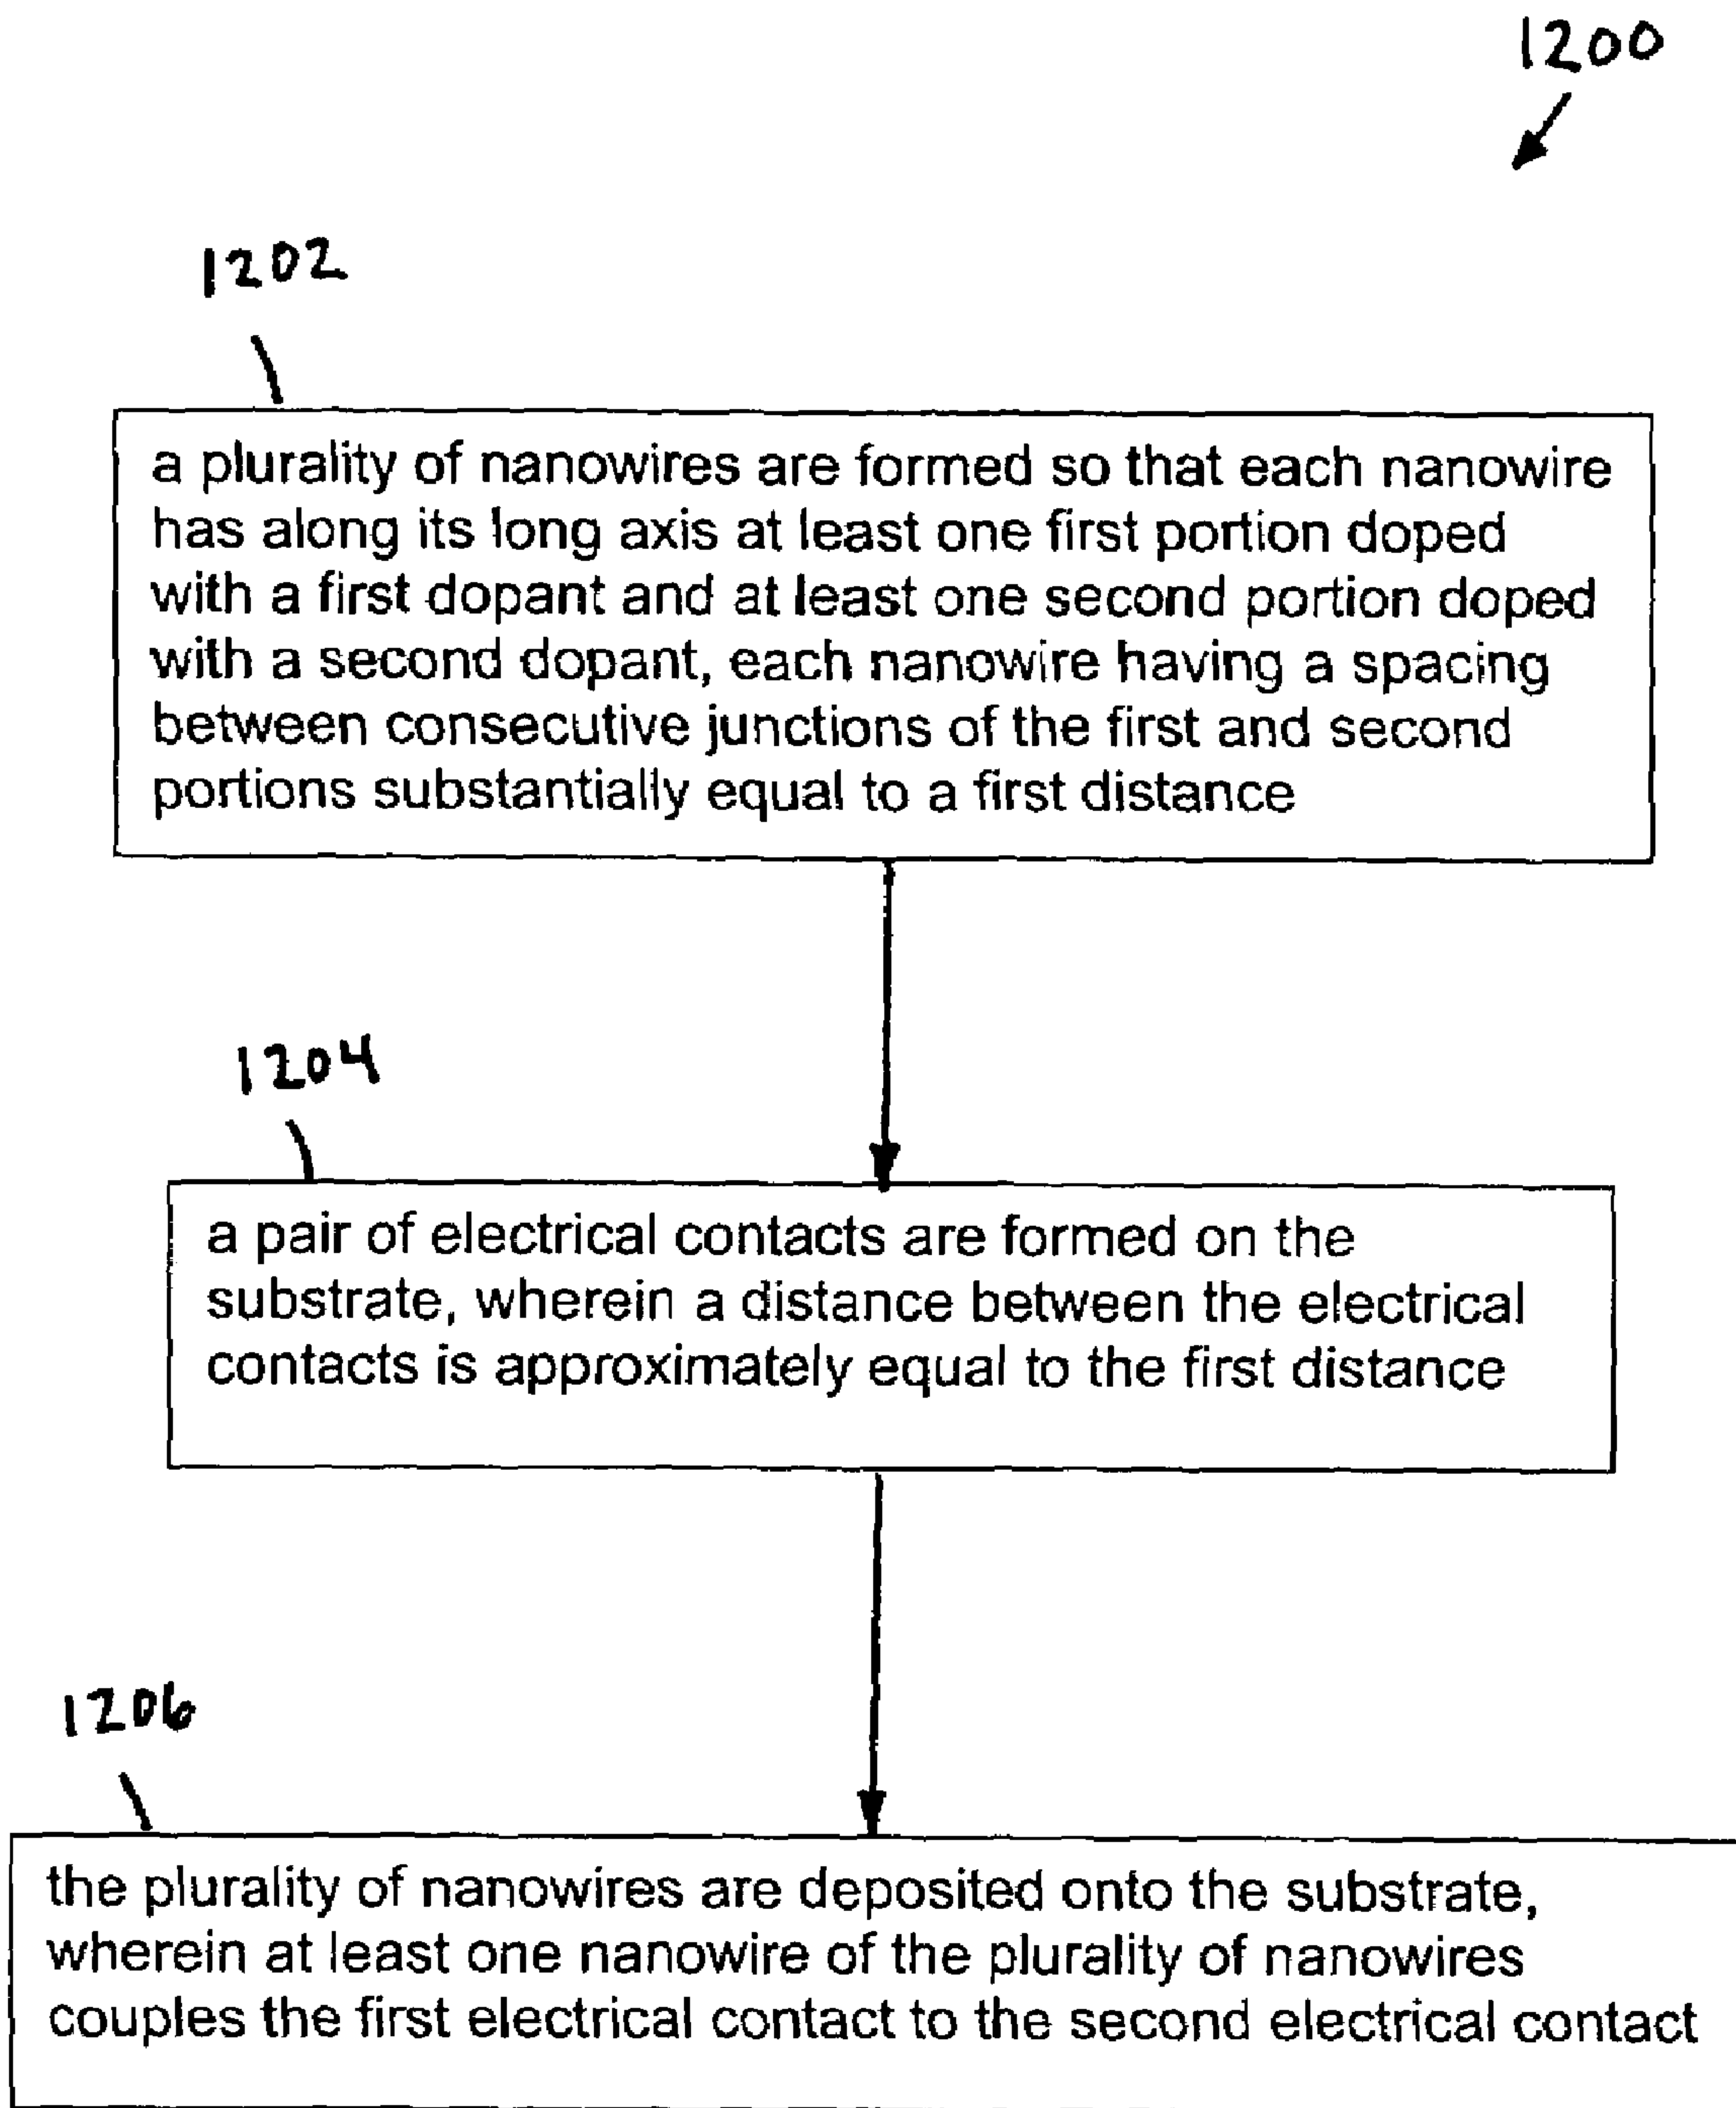 1200
1202
a plurality of nanowires are formed so that each nanowire
has along its long axis at least one first portion doped
with a first dopant and at least one second portion doped
with a second dopant, each nanowire having a spacing
between consecutive junctions of the first and second
portions substantially equal to a first distance
1204
a pair of electrical contacts are formed on the
substrate, wherein a distance between the electrical
contacts is approximately equal to the first distance
1206
the plurality of nanowires are deposited onto the substrate,
wherein at least one nanowire of the plurality of nanowires
couples the first electrical contact to the second electrical contact